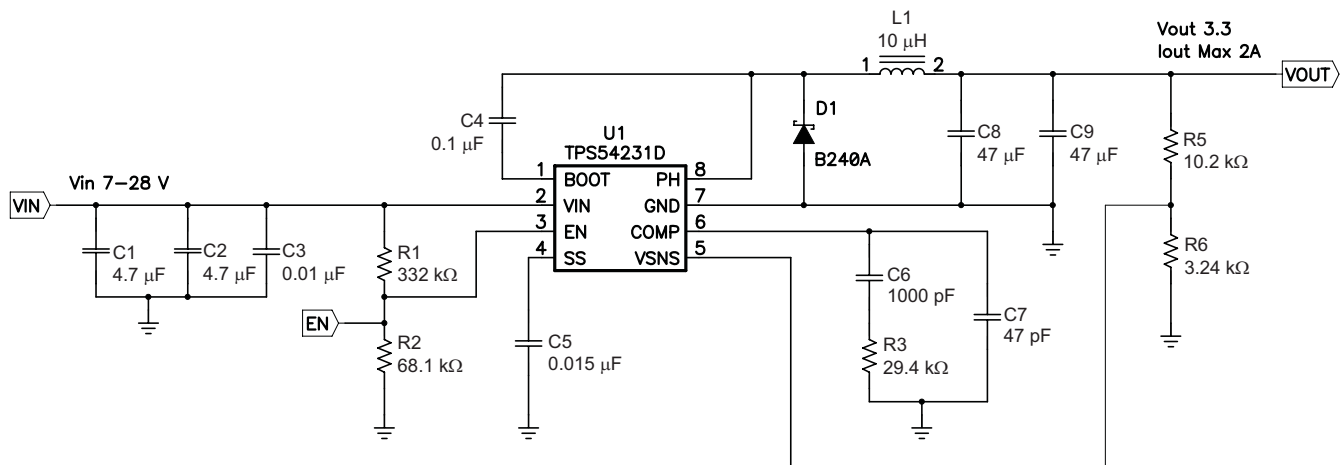 L1
10 μH
1
2
Vout 3.3
Iout Max 2A
VOUT
C4
0.1 μF
D1
B240A
C8
47 μF
C9
47 μF
R5
10.2 kΩ
U1
TPS54231D
1
BOOT
PH
8
2
VIN
GND
7
3
EN
COMP
6
4
SS
VSNS
5
Vin 7-28 V
VIN
C1
4.7 μF
C2
4.7 μF
C3
0.01 μF
R1
332 kΩ
R6
3.24 kΩ
C6
1000 pF
C7
47 pF
EN
R2
68.1 kΩ
C5
0.015 μF
R3
29.4 kΩ